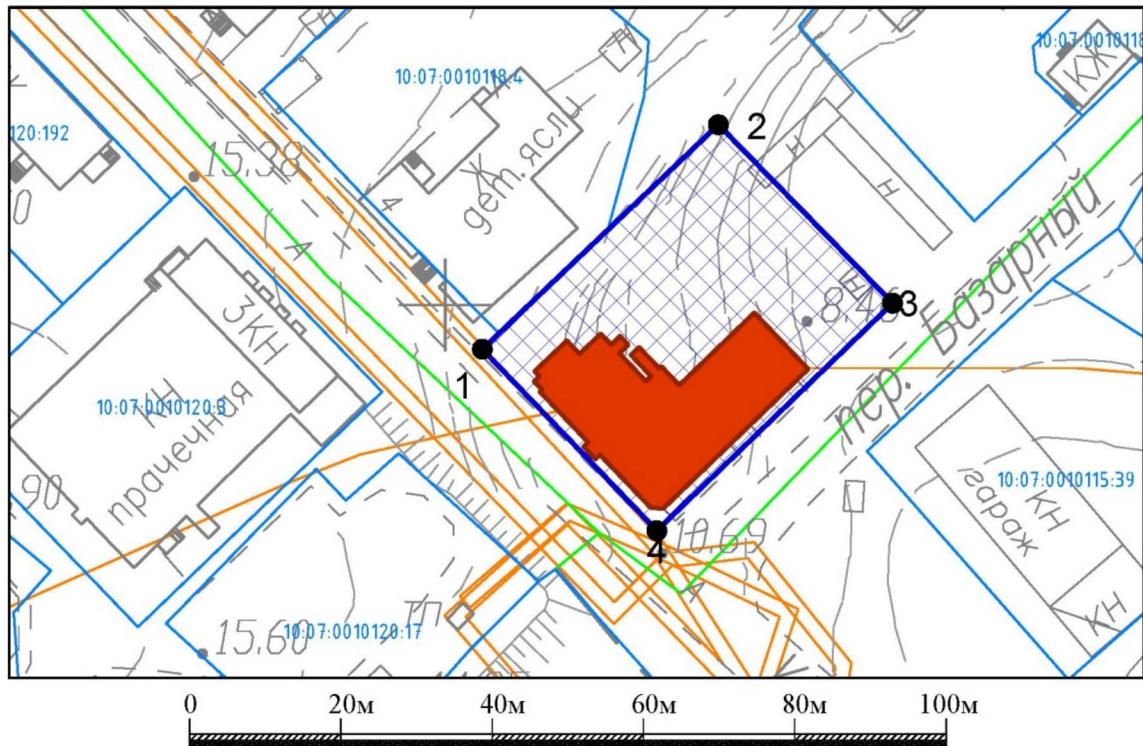 10:07:0010118:4
10:07:0010118
КЖ
120:192
15.38
Ж
дет. ясли
4
2
н
н
А
3КН
3
8.46
н
1
пер. Базарный
10:07:0010120:3
КН
прачечная
90
10:07:0010115:39
КН
гараж
КН
4
10.69
ТП
10:07:0010120:17
15.60
0 20м 40м 60м 80м 100м